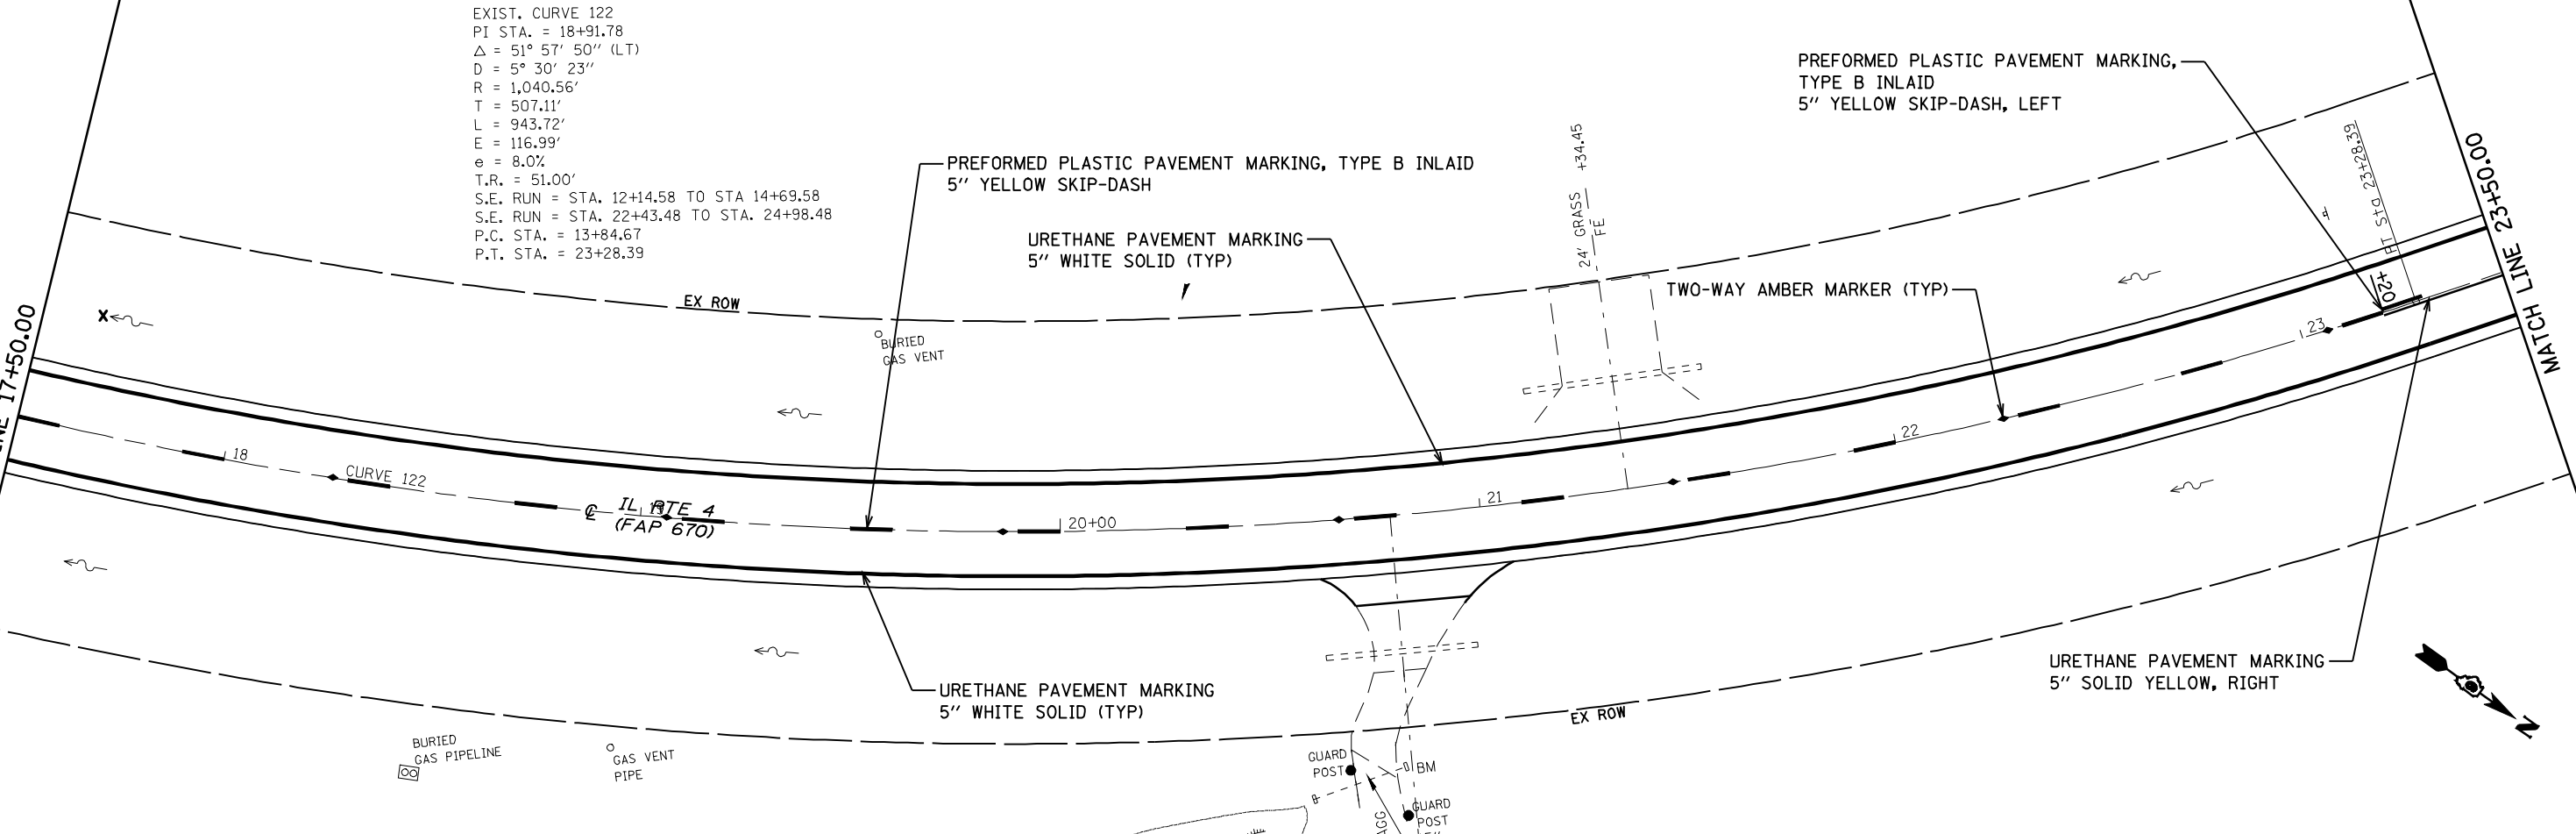 EXIST. CURVE 122
PI STA. = 18+91.78
△ = 51° 57' 50" (LT)
D = 5° 30' 23"
R = 1,040.56'
T = 507.11'
L = 943.72'
E = 116.99'
e = 8.0%
T.R. = 51.00'
S.E. RUN = STA. 12+14.58 TO STA 14+69.58
S.E. RUN = STA. 22+43.48 TO STA. 24+98.48
P.C. STA. = 13+84.67
P.T. STA. = 23+28.39
PREFORMED PLASTIC PAVEMENT MARKING, TYPE B INLAID
5" YELLOW SKIP-DASH
URETHANE PAVEMENT MARKING
5" WHITE SOLID (TYP)
PREFORMED PLASTIC PAVEMENT MARKING,
TYPE B INLAID
5" YELLOW SKIP-DASH, LEFT
24' GRASS +34.45
FE
TWO-WAY AMBER MARKER (TYP)
PT Sta 23+28.39
+20
MATCH LINE 23+50.00
17+50.00
EX ROW
BURIED
GAS VENT
18
CURVE 122
℄ IL RTE 4
(FAP 670)
19
20+00
21
22
23
URETHANE PAVEMENT MARKING
5" WHITE SOLID (TYP)
URETHANE PAVEMENT MARKING
5" SOLID YELLOW, RIGHT
EX ROW
BURIED
GAS PIPELINE
GAS VENT
PIPE
GUARD
POST
BM
GUARD
POST
AGG
N